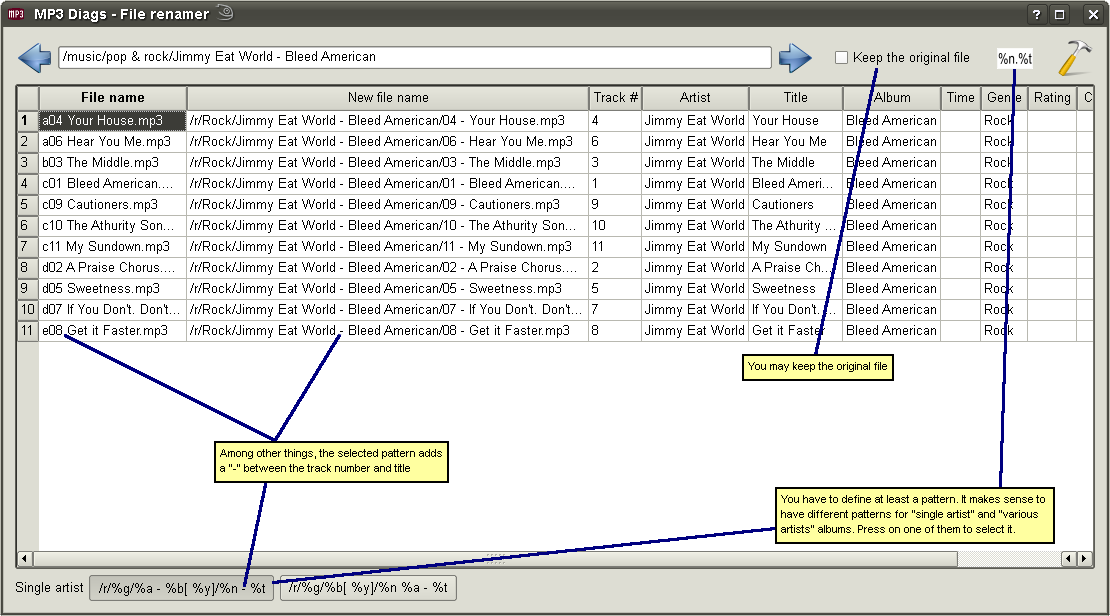 MP3 MP3 Diags - File renamer
/music/pop & rock/Jimmy Eat World - Bleed American Keep the original file %n.%t
File name New file name Track # Artist Title Album Time Genre Rating C
1 a04 Your House.mp3 /r/Rock/Jimmy Eat World - Bleed American/04 - Your House.mp3 4 Jimmy Eat World Your House Bleed American Rock
2 a06 Hear You Me.mp3 /r/Rock/Jimmy Eat World - Bleed American/06 - Hear You Me.mp3 6 Jimmy Eat World Hear You Me Bleed American Rock
3 b03 The Middle.mp3 /r/Rock/Jimmy Eat World - Bleed American/03 - The Middle.mp3 3 Jimmy Eat World The Middle Bleed American Rock
4 c01 Bleed American.... /r/Rock/Jimmy Eat World - Bleed American/01 - Bleed American.... 1 Jimmy Eat World Bleed Ameri... Bleed American Rock
5 c09 Cautioners.mp3 /r/Rock/Jimmy Eat World - Bleed American/09 - Cautioners.mp3 9 Jimmy Eat World Cautioners Bleed American Rock
6 c10 The Athurity Son... /r/Rock/Jimmy Eat World - Bleed American/10 - The Athurity Son... 10 Jimmy Eat World The Athurity ... Bleed American Rock
7 c11 My Sundown.mp3 /r/Rock/Jimmy Eat World - Bleed American/11 - My Sundown.mp3 11 Jimmy Eat World My Sundown Bleed American Rock
8 d02 A Praise Chorus.... /r/Rock/Jimmy Eat World - Bleed American/02 - A Praise Chorus.... 2 Jimmy Eat World A Praise Ch... Bleed American Rock
9 d05 Sweetness.mp3 /r/Rock/Jimmy Eat World - Bleed American/05 - Sweetness.mp3 5 Jimmy Eat World Sweetness Bleed American Rock
10 d07 If You Don't. Don't... /r/Rock/Jimmy Eat World - Bleed American/07 - If You Don't. Don't.... 7 Jimmy Eat World If You Don't. ... Bleed American Rock
11 e08 Get it Faster.mp3 /r/Rock/Jimmy Eat World - Bleed American/08 - Get it Faster.mp3 8 Jimmy Eat World Get it Faster Bleed American Rock
You may keep the original file
Among other things, the selected pattern adds
a "-" between the track number and title
You have to define at least a pattern. It makes sense to
have different patterns for "single artist" and "various
artists" albums. Press on one of them to select it.
Single artist /r/%g/%a - %b[ %y]/%n - %t /r/%g/%b[ %y]/%n %a - %t